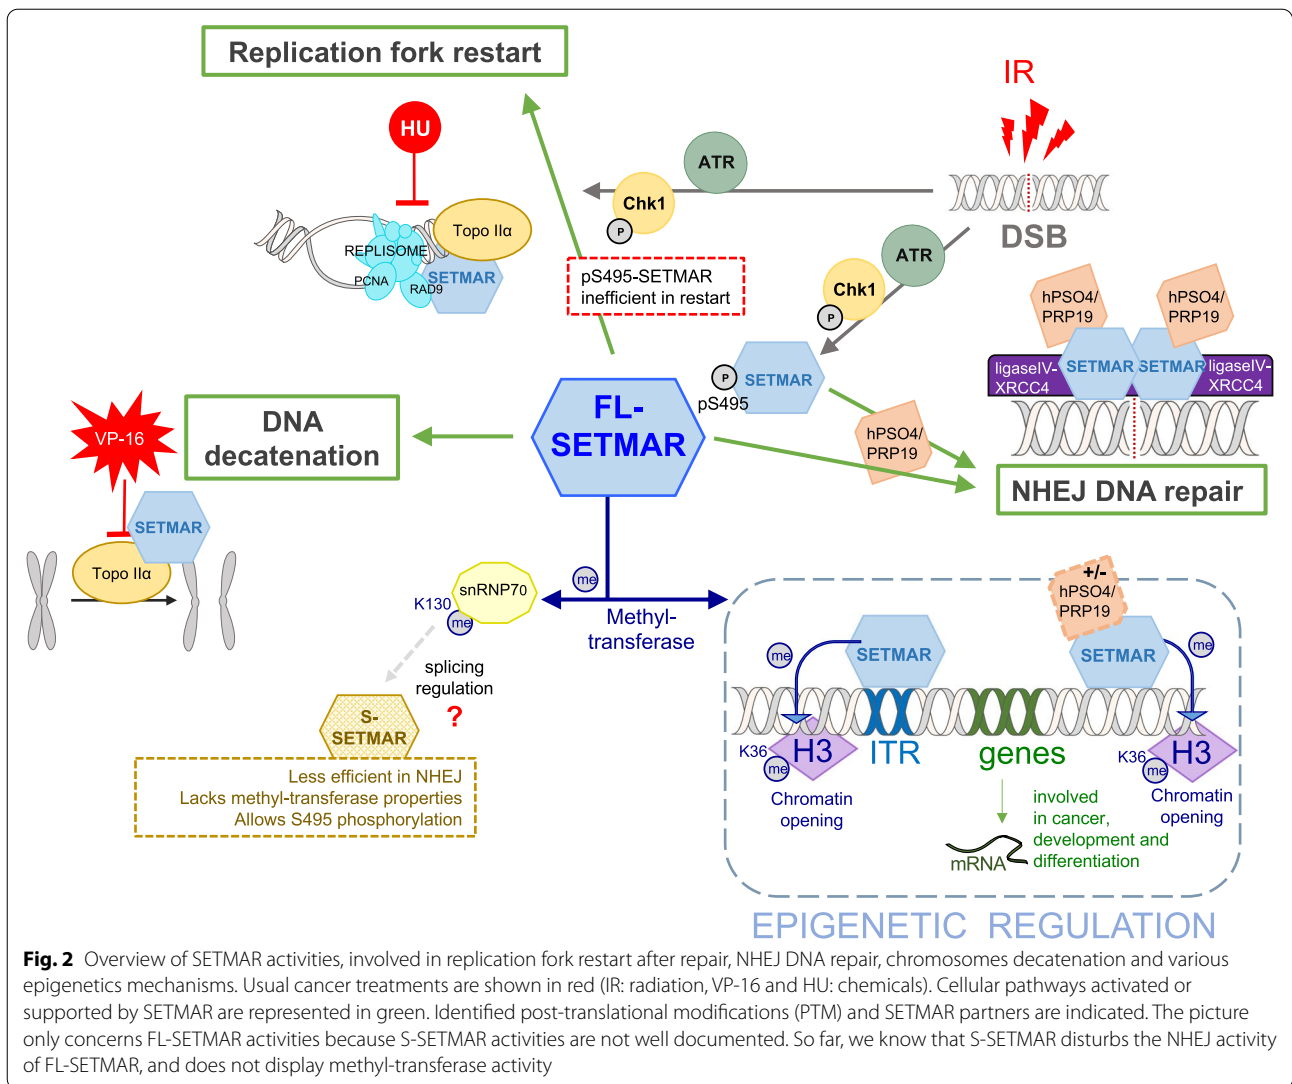 Replication fork restart
IR
HU
ATR
Chk1
P
Topo IIα
REPLISOME
PCNA
RAD9
SETMAR
DSB
ATR
Chk1
P
pS495-SETMAR
inefficient in restart
hPSO4/
PRP19
hPSO4/
PRP19
SETMAR
SETMAR
ligaseIV-
XRCC4
ligaseIV-
XRCC4
P
SETMAR
pS495
FL-
SETMAR
hPSO4/
PRP19
NHEJ DNA repair
DNA
decatenation
VP-16
SETMAR
Topo IIα
me
Methyl-
transferase
snRNP70
K130
me
splicing
regulation
?
S-
SETMAR
Less efficient in NHEJ
Lacks methyl-transferase properties
Allows S495 phosphorylation
+/-
hPSO4/
PRP19
me
SETMAR
SETMAR
me
K36
me
H3
ITR
genes
K36
me
H3
Chromatin
opening
involved
in cancer,
development and
differentiation
mRNA
Chromatin
opening
EPIGENETIC REGULATION
Fig. 2 Overview of SETMAR activities, involved in replication fork restart after repair, NHEJ DNA repair, chromosomes decatenation and various
epigenetics mechanisms. Usual cancer treatments are shown in red (IR: radiation, VP-16 and HU: chemicals). Cellular pathways activated or
supported by SETMAR are represented in green. Identified post-translational modifications (PTM) and SETMAR partners are indicated. The picture
only concerns FL-SETMAR activities because S-SETMAR activities are not well documented. So far, we know that S-SETMAR disturbs the NHEJ activity
of FL-SETMAR, and does not display methyl-transferase activity